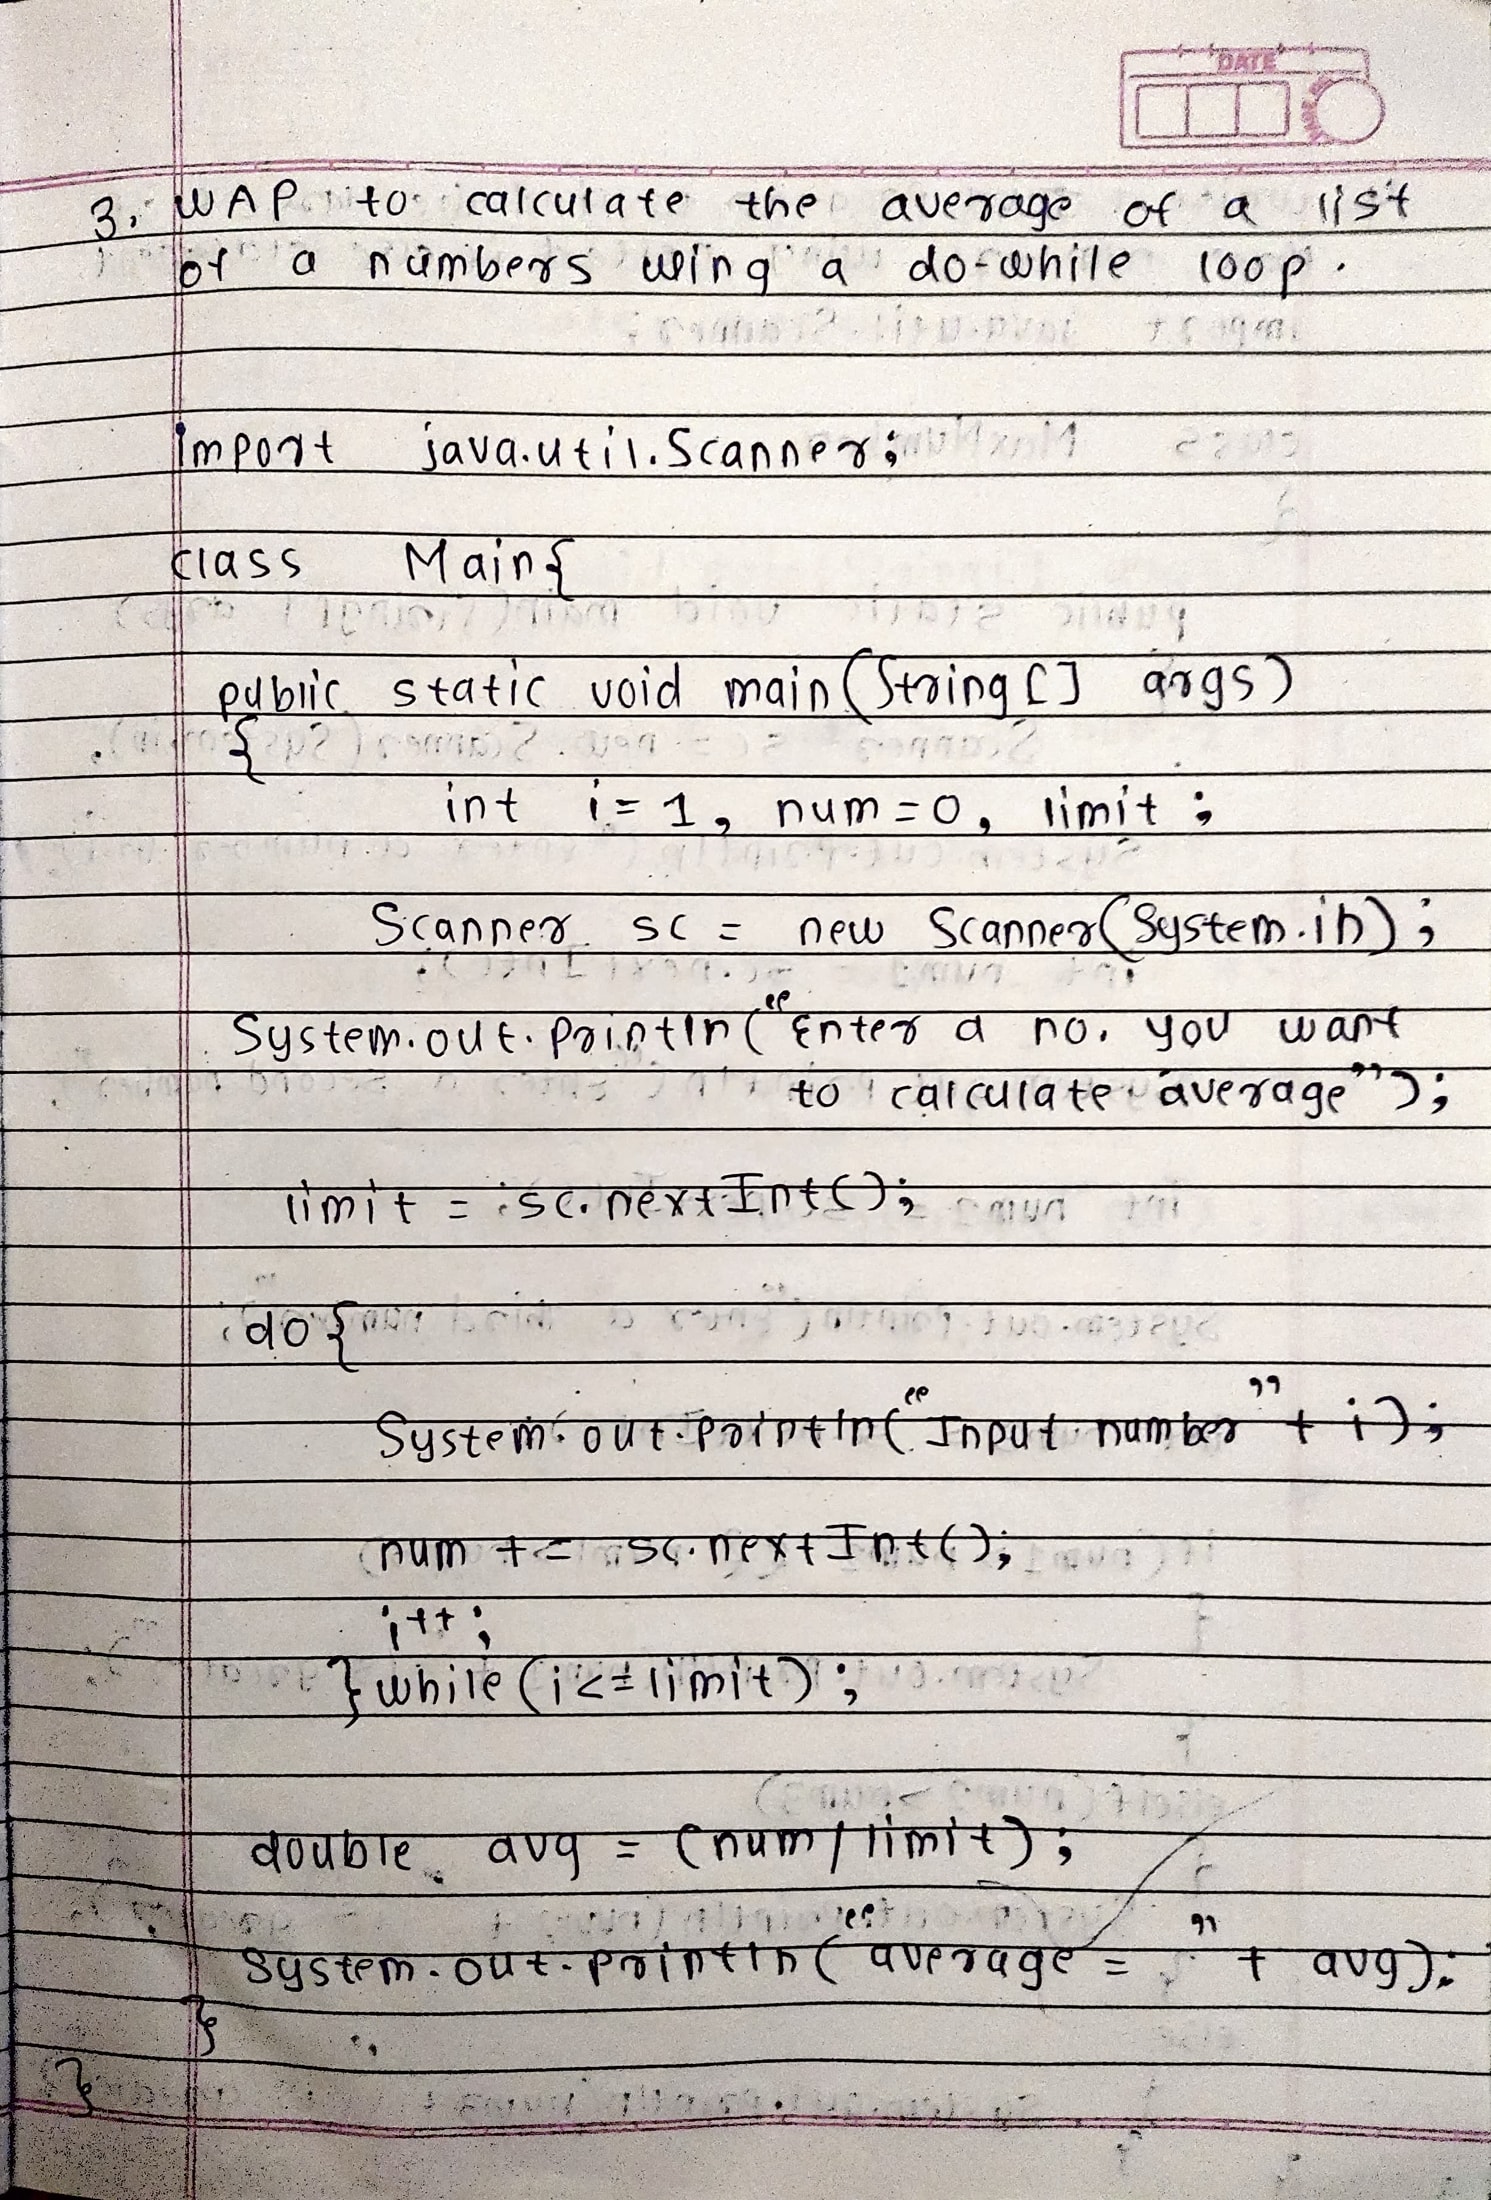 DATE
3. WAP to calculate the average of a list
of a numbers using a do-while loop.
import java.util.Scanner;
class Main{
public static void main(String[] args)
{
int i=1, num=0, limit;
Scanner sc = new Scanner(System.in);
System.out.println("Enter a no. you want
to calculate average");
limit = sc.nextInt();
do{
System.out.println("Input number" + i);
num += sc.nextInt();
i++;
}while(i<=limit);
double avg = (num/limit);
System.out.println("average = " + avg);
}
}